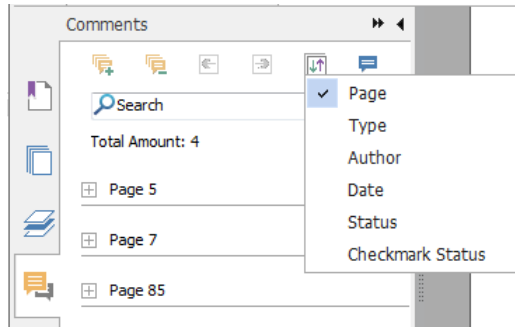 Comments
Search
Total Amount: 4
Page 5
Page 7
Page 85
Page
Type
Author
Date
Status
Checkmark Status